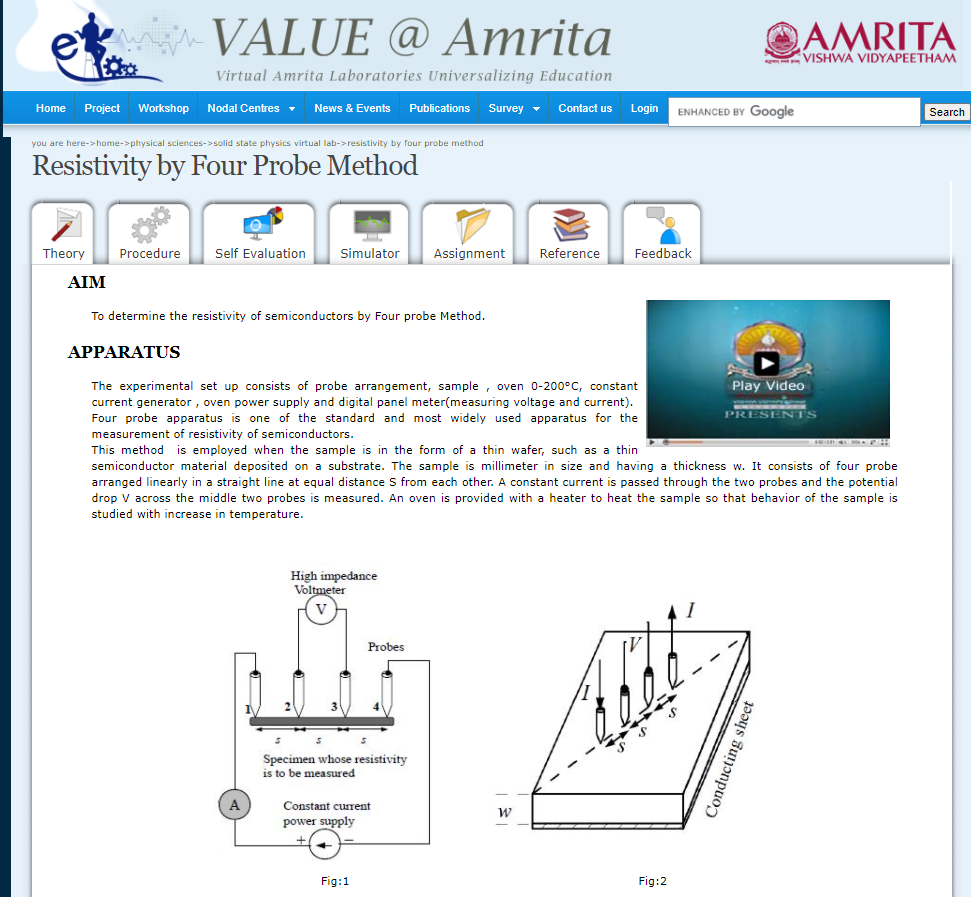 e
VALUE @ Amrita
Virtual Amrita Laboratories Universalizing Education
AMRITA
VISHWA VIDYAPEETHAM
Home Project Workshop Nodal Centres News & Events Publications Survey Contact us Login ENHANCED BY Google Search
you are here->home->physical sciences->solid state physics virtual lab->resistivity by four probe method
Resistivity by Four Probe Method
Theory Procedure Self Evaluation Simulator Assignment Reference Feedback
AIM
To determine the resistivity of semiconductors by Four probe Method.
APPARATUS
Play Video
PRESENTS
The experimental set up consists of probe arrangement, sample , oven 0-200°C, constant
current generator , oven power supply and digital panel meter(measuring voltage and current).
Four probe apparatus is one of the standard and most widely used apparatus for the
measurement of resistivity of semiconductors.
This method is employed when the sample is in the form of a thin wafer, such as a thin
semiconductor material deposited on a substrate. The sample is millimeter in size and having a thickness w. It consists of four probe
arranged linearly in a straight line at equal distance S from each other. A constant current is passed through the two probes and the potential
drop V across the middle two probes is measured. An oven is provided with a heater to heat the sample so that behavior of the sample is
studied with increase in temperature.
High impedance
Voltmeter
V
Probes
1 2 3 4
s s s
Specimen whose resistivity
is to be measured
A
Constant current
power supply
+ −
Fig:1
I
V
I
s
s
s
Conducting sheet
w
Fig:2